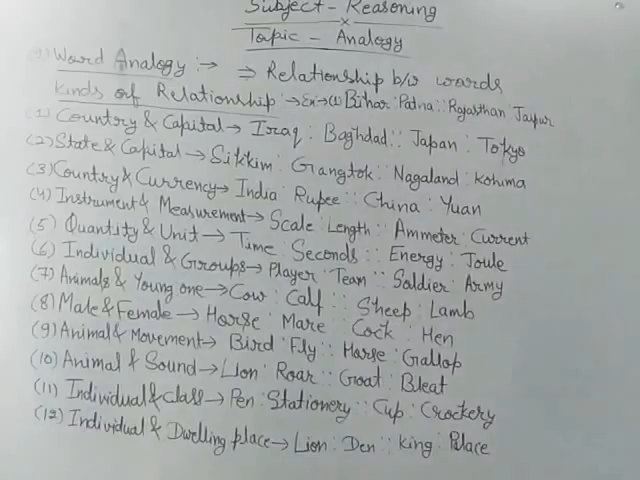 Subject - Reasoning
×
Topic - Analogy
Word Analogy :→ ⇒ Relationship b/w words
Kinds of Relationship → Ex → (1) Bihar : Patna :: Rajasthan : Jaipur
(1) Country & Capital → Iraq : Baghdad :: Japan : Tokyo
(2) State & Capital → Sikkim : Gangtok : Nagaland : Kohima
(3) Country & Currency → India : Rupee :: China : Yuan
(4) Instrument & Measurement → Scale : Length :: Ammeter : Current
(5) Quantity & Unit → Time : Seconds :: Energy : Joule
(6) Individual & Groups → Player : Team :: Soldier : Army
(7) Animals & Young one → Cow : Calf :: Sheep : Lamb
(8) Male & Female → Horse : Mare : Cock : Hen
(9) Animal & Movement → Bird : Fly :: Horse : Gallop
(10) Animal & Sound → Lion : Roar :: Goat : Bleat
(11) Individual & class → Pen : Stationery :: Cup : Crockery
(12) Individual & Dwelling place → Lion : Den :: King : Palace